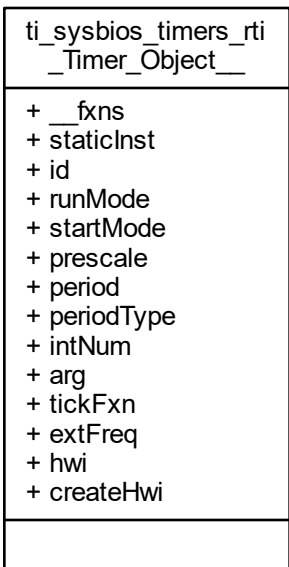 ti_sysbios_timers_rti
_Timer_Object__
+ __fxns
+ staticInst
+ id
+ runMode
+ startMode
+ prescale
+ period
+ periodType
+ intNum
+ arg
+ tickFxn
+ extFreq
+ hwi
+ createHwi